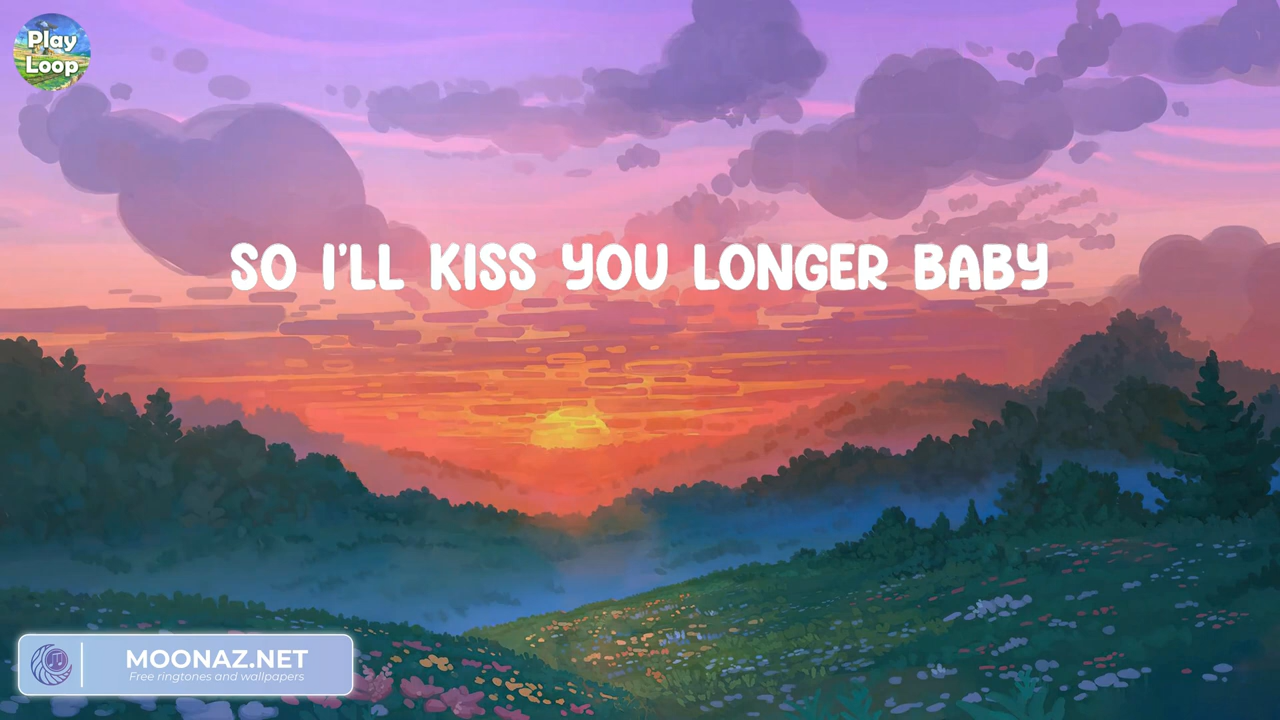 Play
Loop
SO I'LL KISS YOU LONGER BABY
MOONAZ.NET
Free ringtones and wallpapers